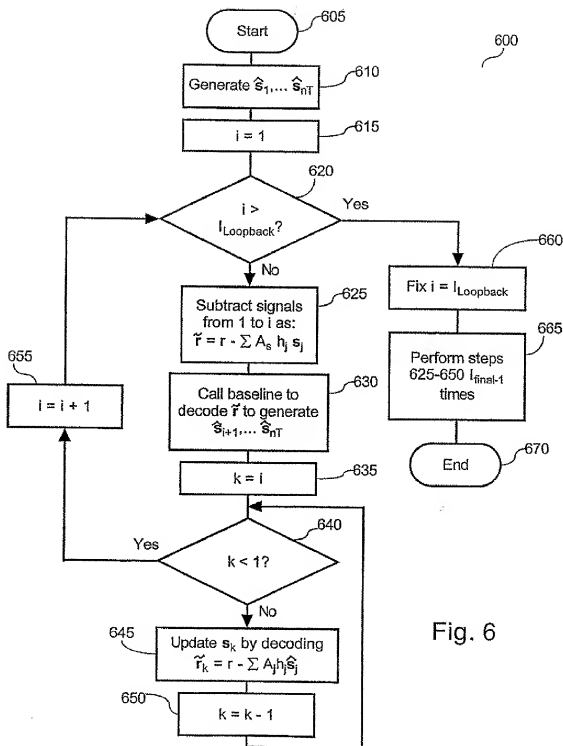 Start
605
600
Generate ŝ1,... ŝnT
610
i = 1
615
620
i >
ILoopback?
Yes
No
660
Fix i = ILoopback
Subtract signals
from 1 to i as:
r̃ = r - Σ As hj sj
625
665
Perform steps
625-650 Ifinal-1
times
655
i = i + 1
Call baseline to
decode r̃ to generate
ŝi+1,... ŝnT
630
End
670
k = i
635
640
Yes
k < 1?
No
645
Update sk by decoding
r̃k = r - Σ Ajhjŝj
Fig. 6
650
k = k - 1